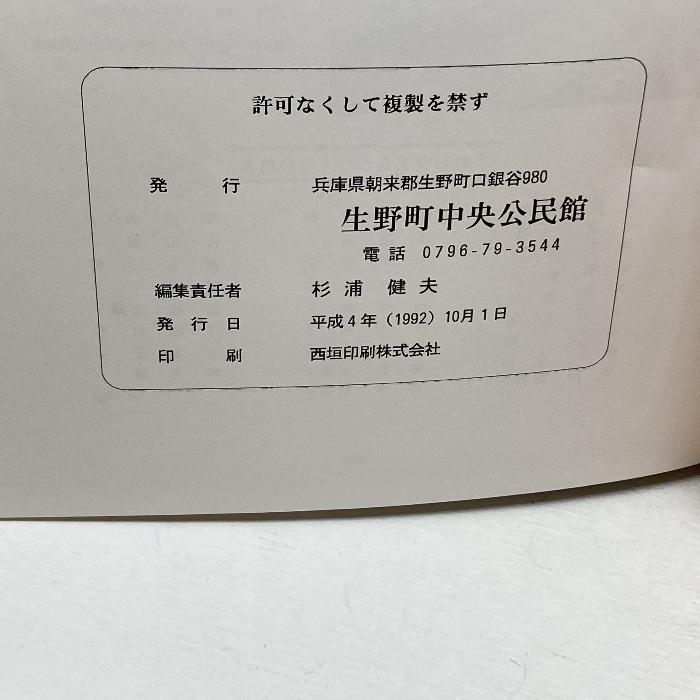 許可なくして複製を禁ず
発行 兵庫県朝来郡生野町口銀谷980
生野町中央公民館
電話 0796-79-3544
編集責任者 杉浦 健夫
発行日 平成4年(1992)10月1日
印刷 西垣印刷株式会社